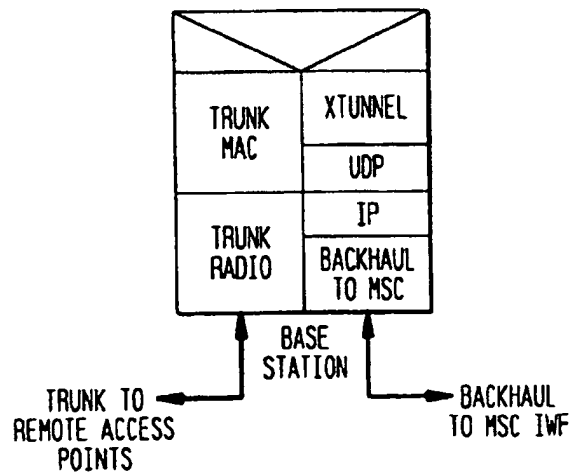 TRUNK
MAC
XTUNNEL
UDP
IP
TRUNK
RADIO
BACKHAUL
TO MSC
BASE
STATION
TRUNK TO
REMOTE ACCESS
POINTS
BACKHAUL
TO MSC IWF